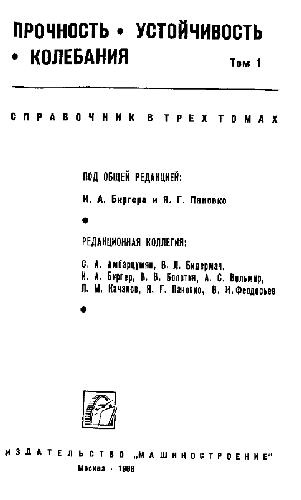 ПРОЧНОСТЬ • УСТОЙЧИВОСТЬ
• КОЛЕБАНИЯ Том 1
СПРАВОЧНИК В ТРЕХ ТОМАХ
ПОД ОБЩЕЙ РЕДАКЦИЕЙ:
И. А. Биргера и Я. Г. Пановко
•
РЕДАКЦИОННАЯ КОЛЛЕГИЯ:
С. А. Амбарцумян, В. Л. Бидерман,
И. А. Биргер, В. В. Болотин, А. С. Вольмир,
Л. М. Качанов, Я. Г. Пановко, В. И. Феодосьев
•
ИЗДАТЕЛЬСТВО „МАШИНОСТРОЕНИЕ"
Москва · 1968